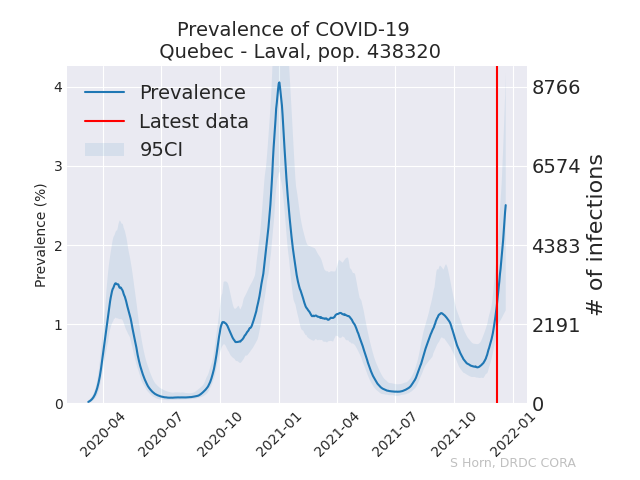 Prevalence of COVID-19
Quebec - Laval, pop. 438320
Prevalence
Latest data
95CI
Prevalence (%)
4
3
2
1
0
8766
6574
4383
2191
0
# of infections
2020-04
2020-07
2020-10
2021-01
2021-04
2021-07
2021-10
2022-01
S Horn, DRDC CORA